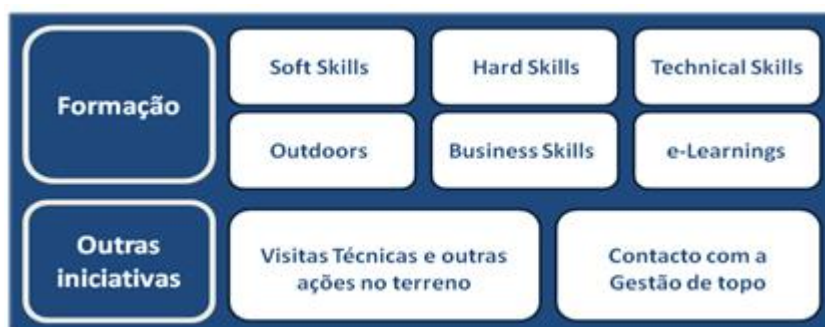 Formação
Soft Skills
Hard Skills
Technical Skills
Outdoors
Business Skills
e-Learnings
Outras
iniciativas
Visitas Técnicas e outras
ações no terreno
Contacto com a
Gestão de topo